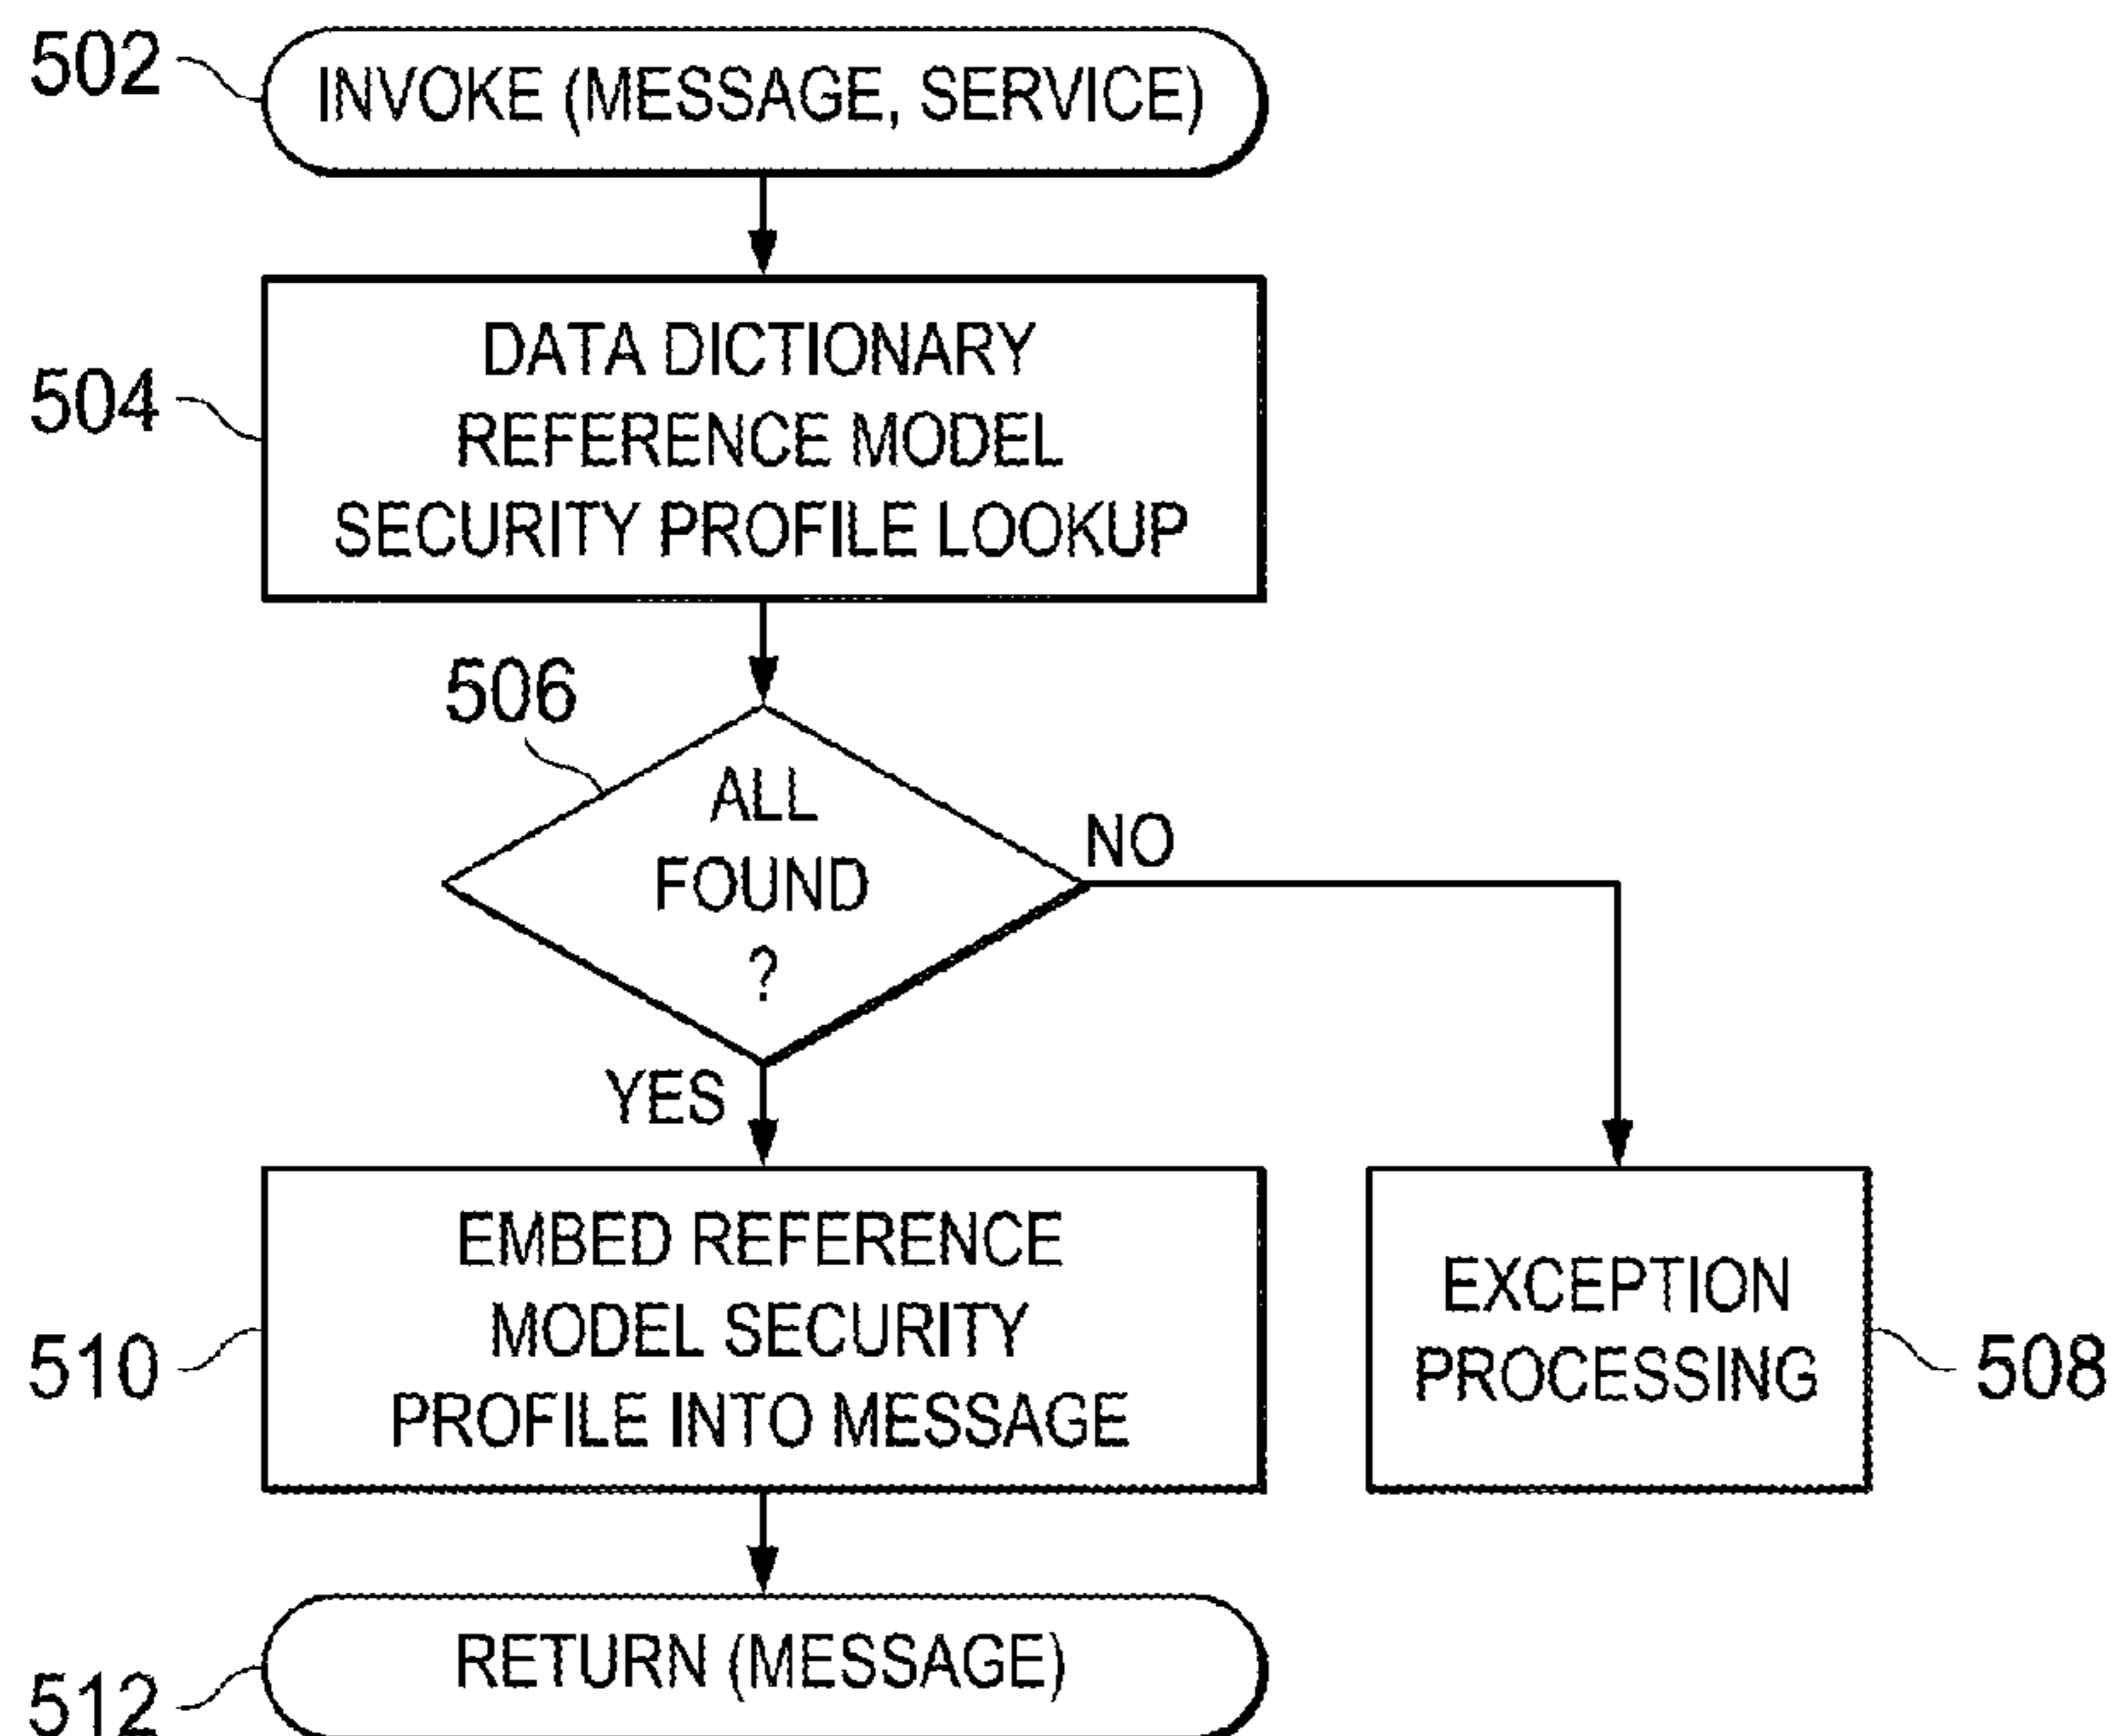 502
INVOKE (MESSAGE, SERVICE)
504
DATA DICTIONARY
REFERENCE MODEL
SECURITY PROFILE LOOKUP
506
ALL
FOUND
?
NO
YES
510
EMBED REFERENCE
MODEL SECURITY
PROFILE INTO MESSAGE
EXCEPTION
PROCESSING
508
512
RETURN (MESSAGE)